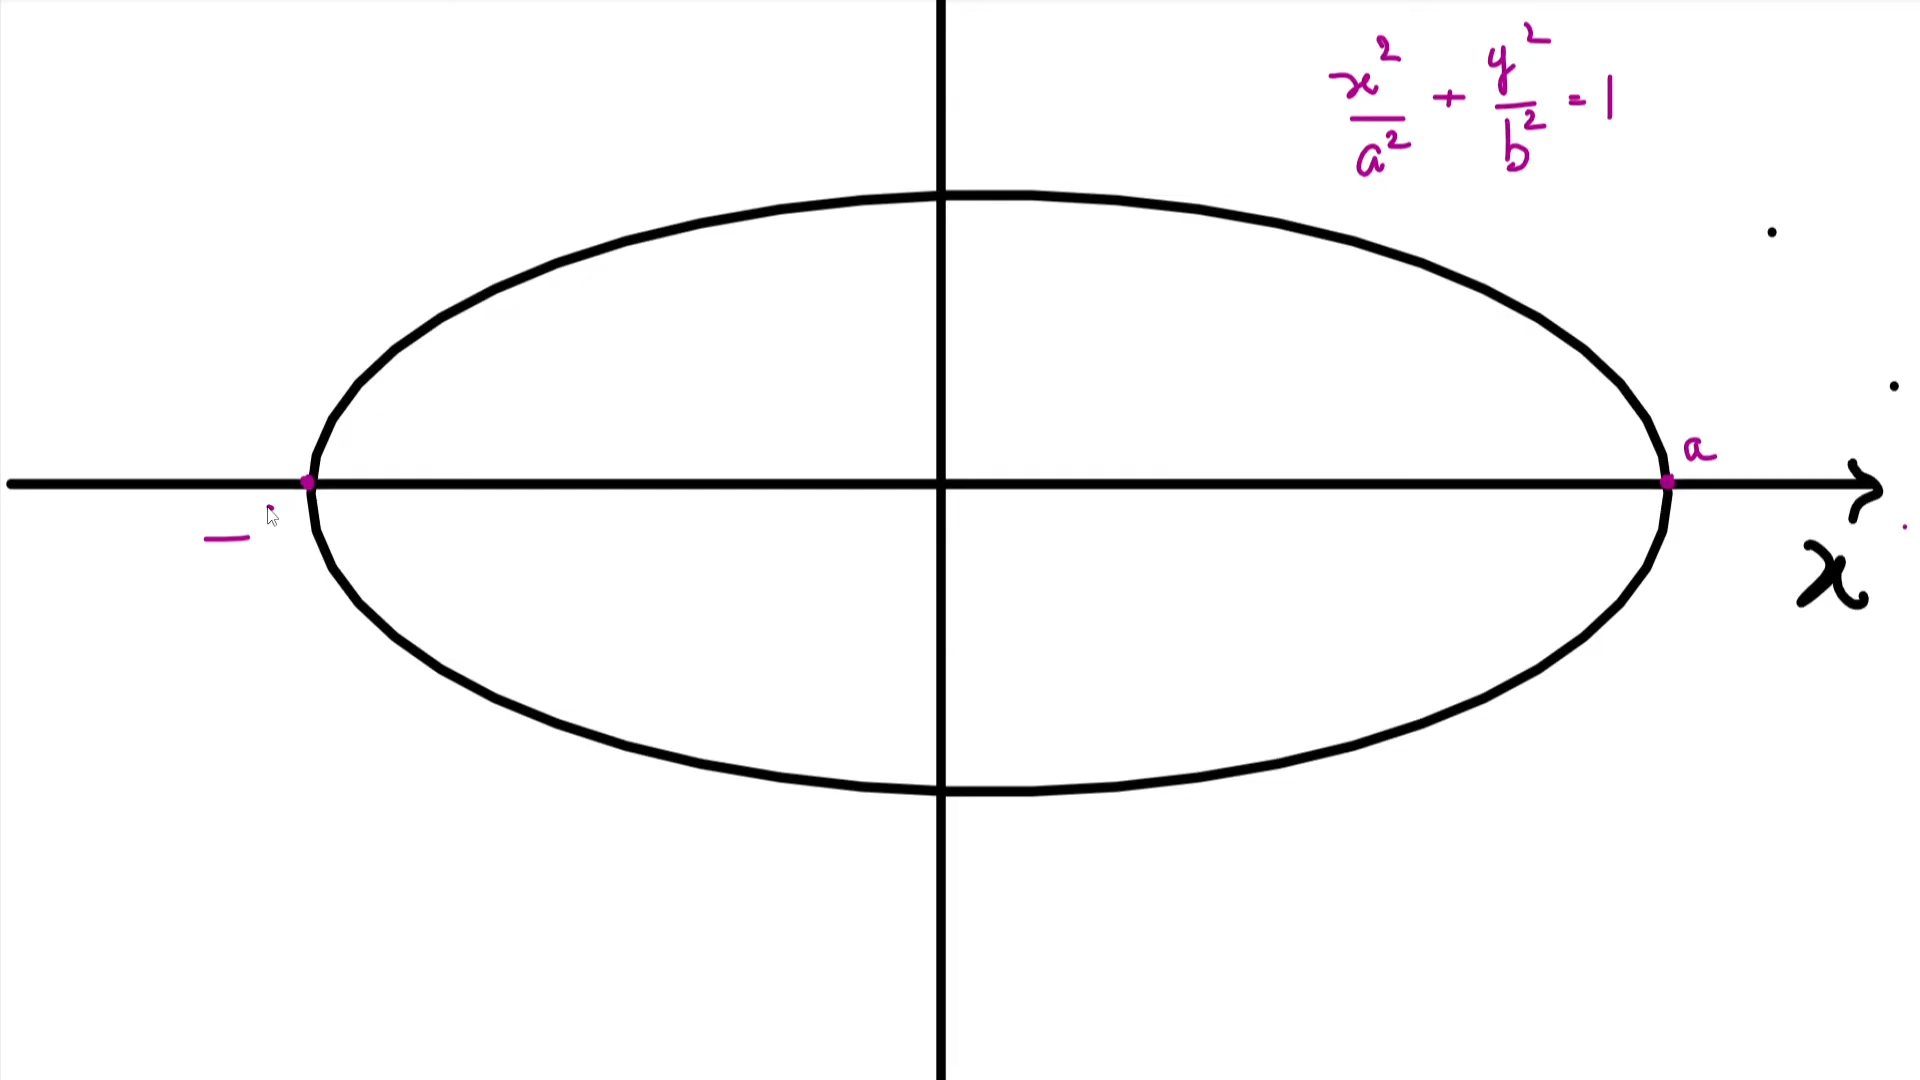 x²/a² + y²/b² = 1
a
−
x